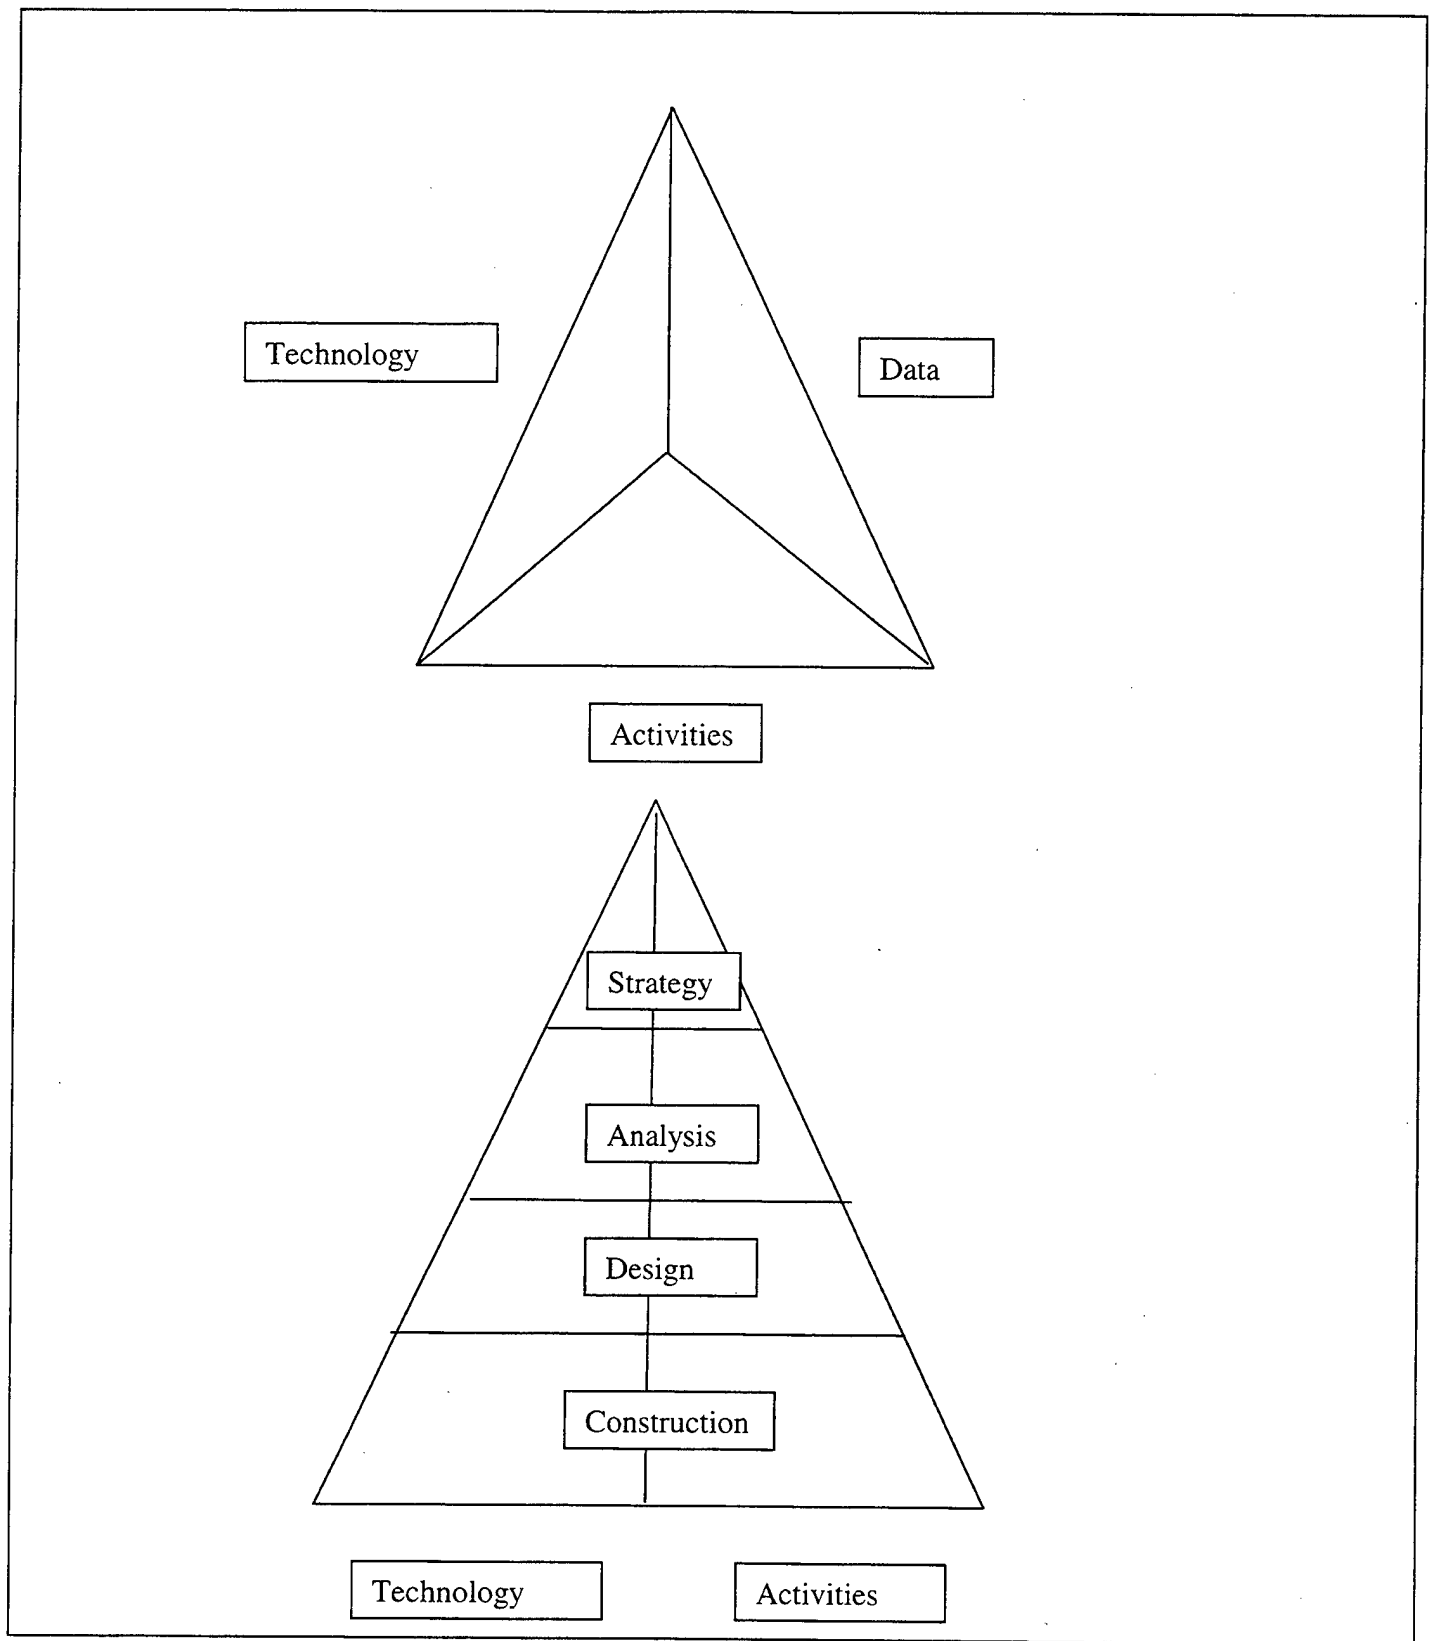 Technology
Data
Activities
Strategy
Analysis
Design
Construction
Technology
Activities